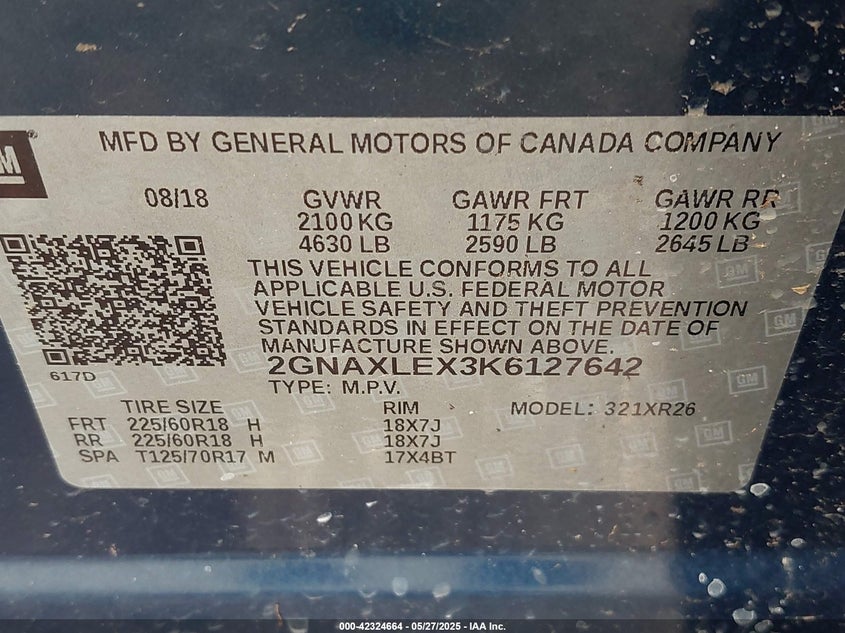 GM
MFD BY GENERAL MOTORS OF CANADA COMPANY
08/18 GVWR GAWR FRT GAWR RR
2100 KG 1175 KG 1200 KG
4630 LB 2590 LB 2645 LB
THIS VEHICLE CONFORMS TO ALL
APPLICABLE U.S. FEDERAL MOTOR
VEHICLE SAFETY AND THEFT PREVENTION
STANDARDS IN EFFECT ON THE DATE OF
MANUFACTURE SHOWN ABOVE.
617D
2GNAXLEX3K6127642
TYPE: M.P.V.
TIRE SIZE RIM MODEL: 321XR26
FRT 225/60R18 H 18X7J
RR 225/60R18 H 18X7J
SPA T125/70R17 M 17X4BT
000-42324664 - 05/27/2025 - IAA Inc.